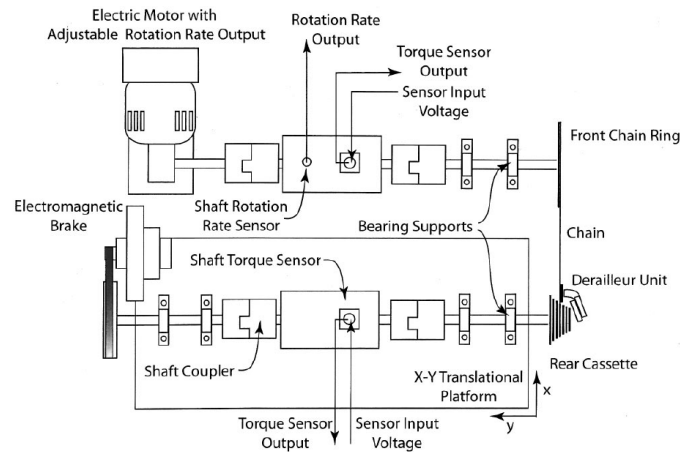 Electric Motor with
Adjustable Rotation Rate Output
Rotation Rate
Output
Torque Sensor
Output
Sensor Input
Voltage
Front Chain Ring
Electromagnetic
Brake
Shaft Rotation
Rate Sensor
Bearing Supports
Chain
Shaft Torque Sensor
Derailleur Unit
Shaft Coupler
X-Y Translational
Platform
Rear Cassette
x
y
Torque Sensor
Output
Sensor Input
Voltage